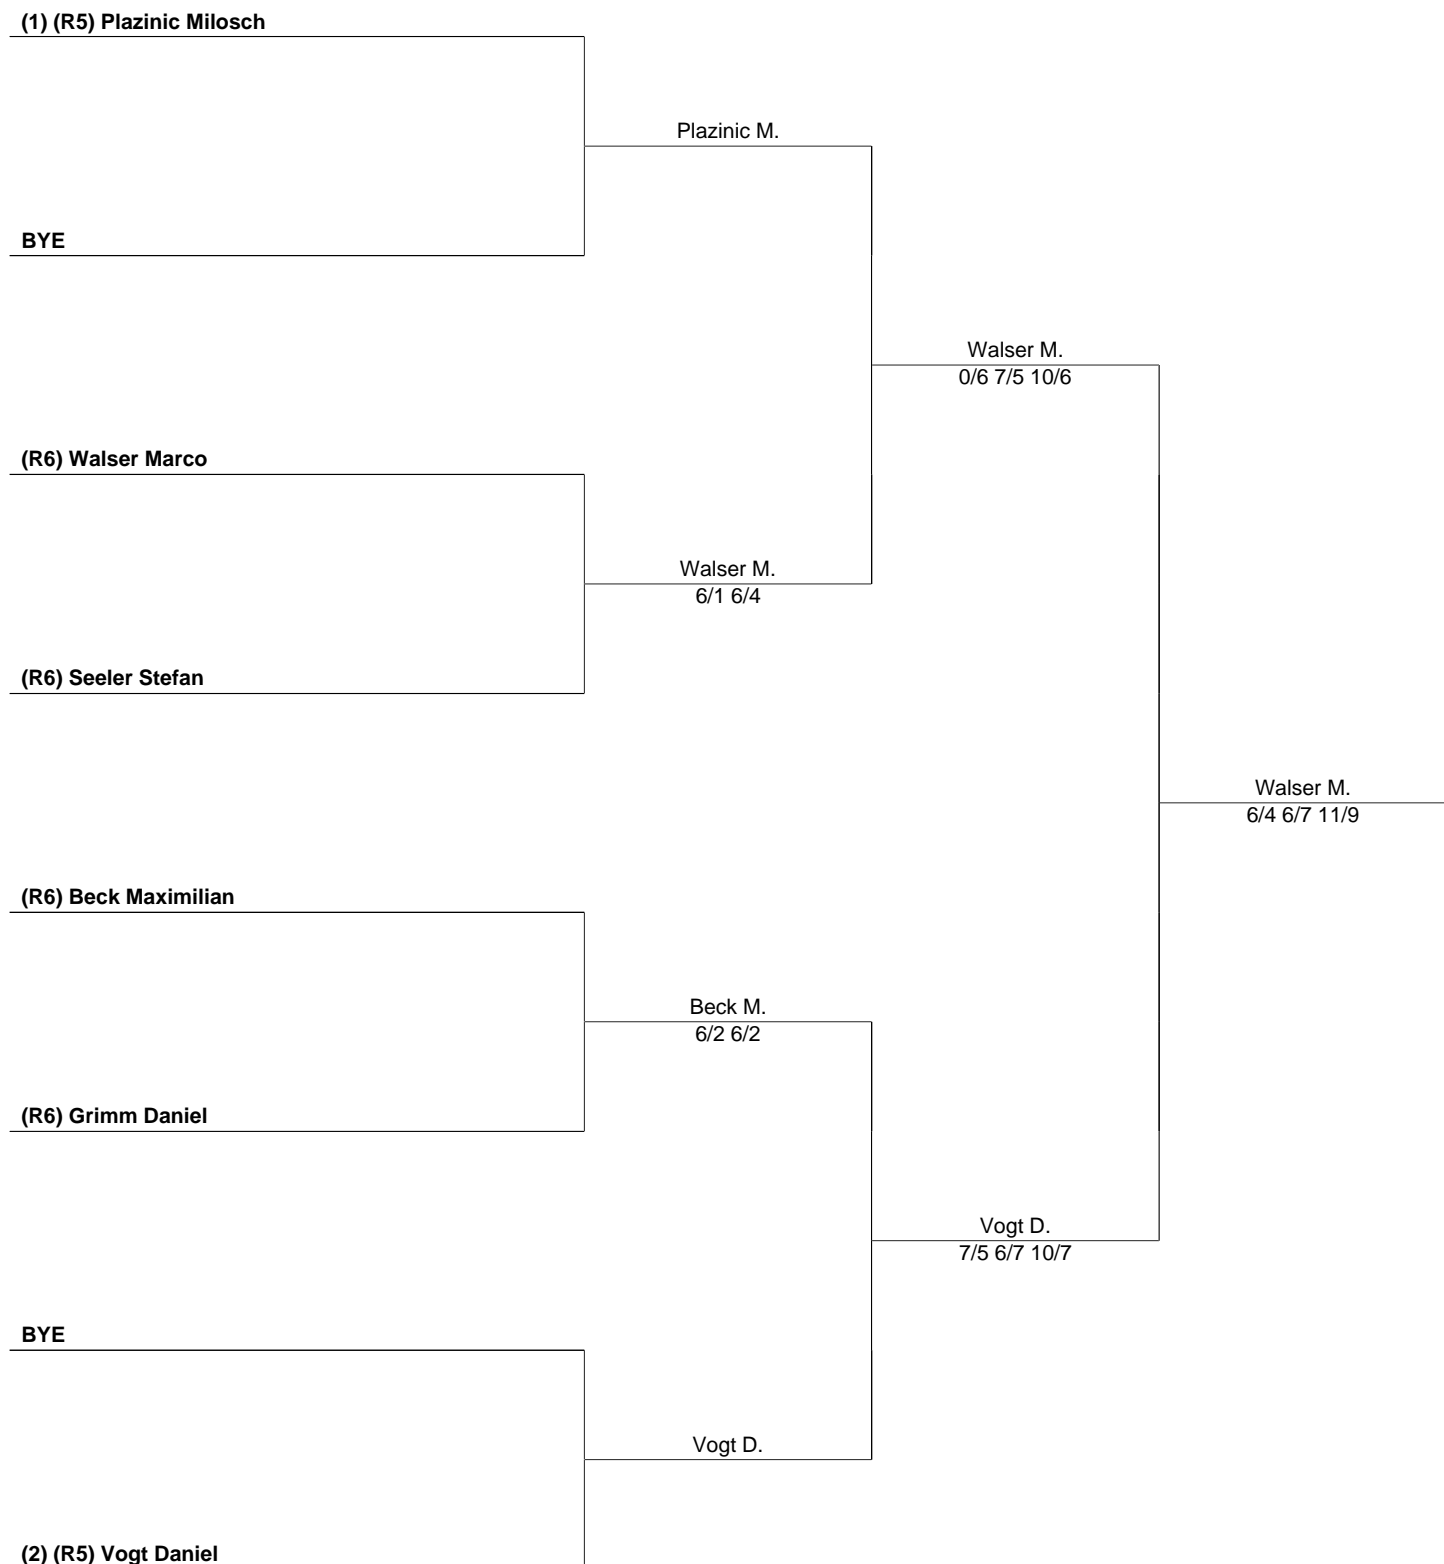 (1) (R5) Plazinic Milosch
Plazinic M.
BYE
Walser M.
0/6 7/5 10/6
(R6) Walser Marco
Walser M.
6/1 6/4
(R6) Seeler Stefan
Walser M.
6/4 6/7 11/9
(R6) Beck Maximilian
Beck M.
6/2 6/2
(R6) Grimm Daniel
Vogt D.
7/5 6/7 10/7
BYE
Vogt D.
(2) (R5) Vogt Daniel